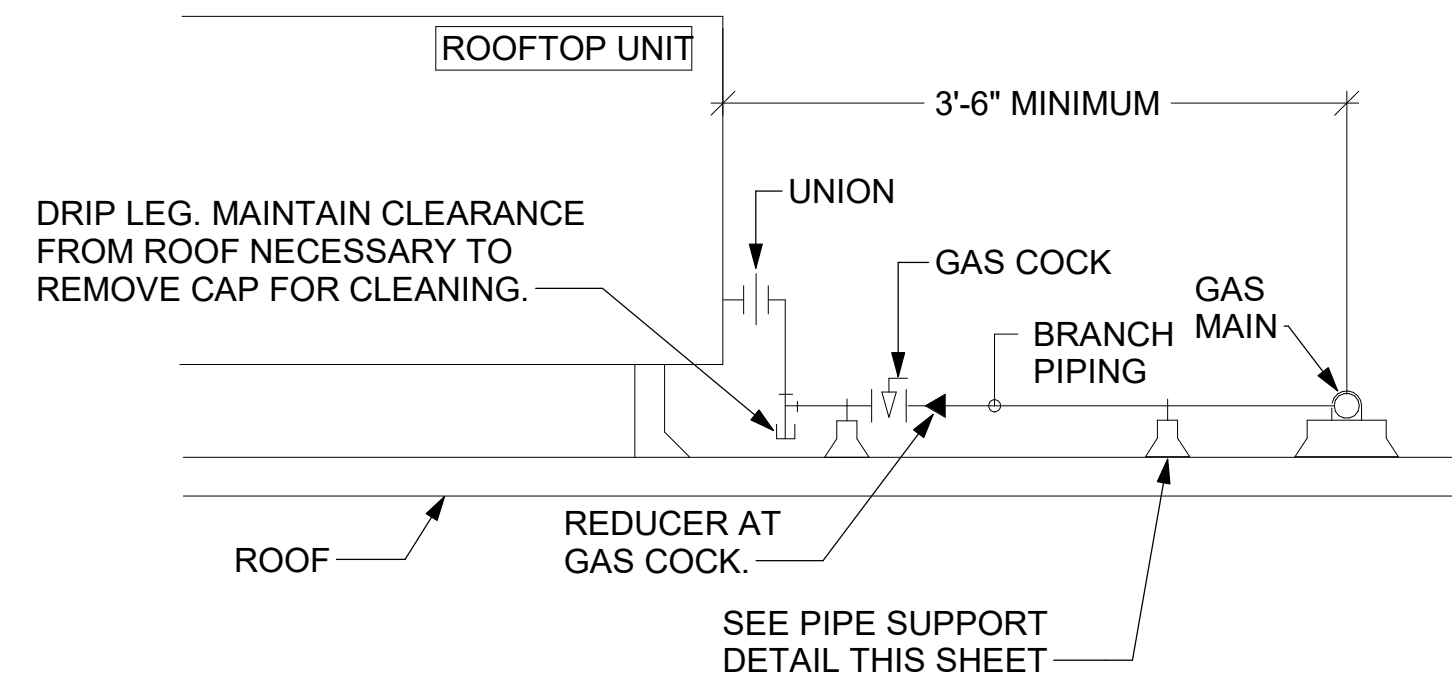 ROOFTOP UNIT
3'-6" MINIMUM
UNION
DRIP LEG. MAINTAIN CLEARANCE
FROM ROOF NECESSARY TO
REMOVE CAP FOR CLEANING.
GAS COCK
GAS
MAIN
BRANCH
PIPING
REDUCER AT
GAS COCK.
ROOF
SEE PIPE SUPPORT
DETAIL THIS SHEET